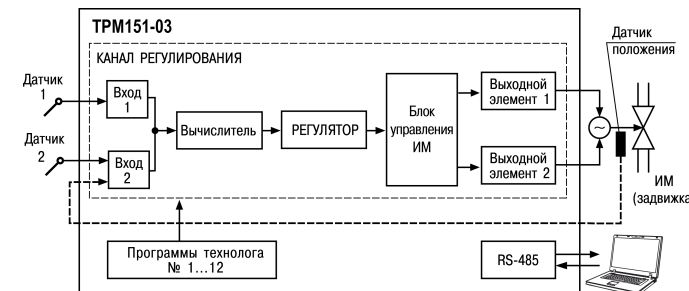 ТРМ151-03
КАНАЛ РЕГУЛИРОВАНИЯ
Датчик
положения
Датчик
1
Вход
1
Вычислитель
РЕГУЛЯТОР
Блок
управления
ИМ
Выходной
элемент 1
~
Датчик
2
Вход
2
Выходной
элемент 2
ИМ
(задвижка
Программы технолога
№ 1...12
RS-485